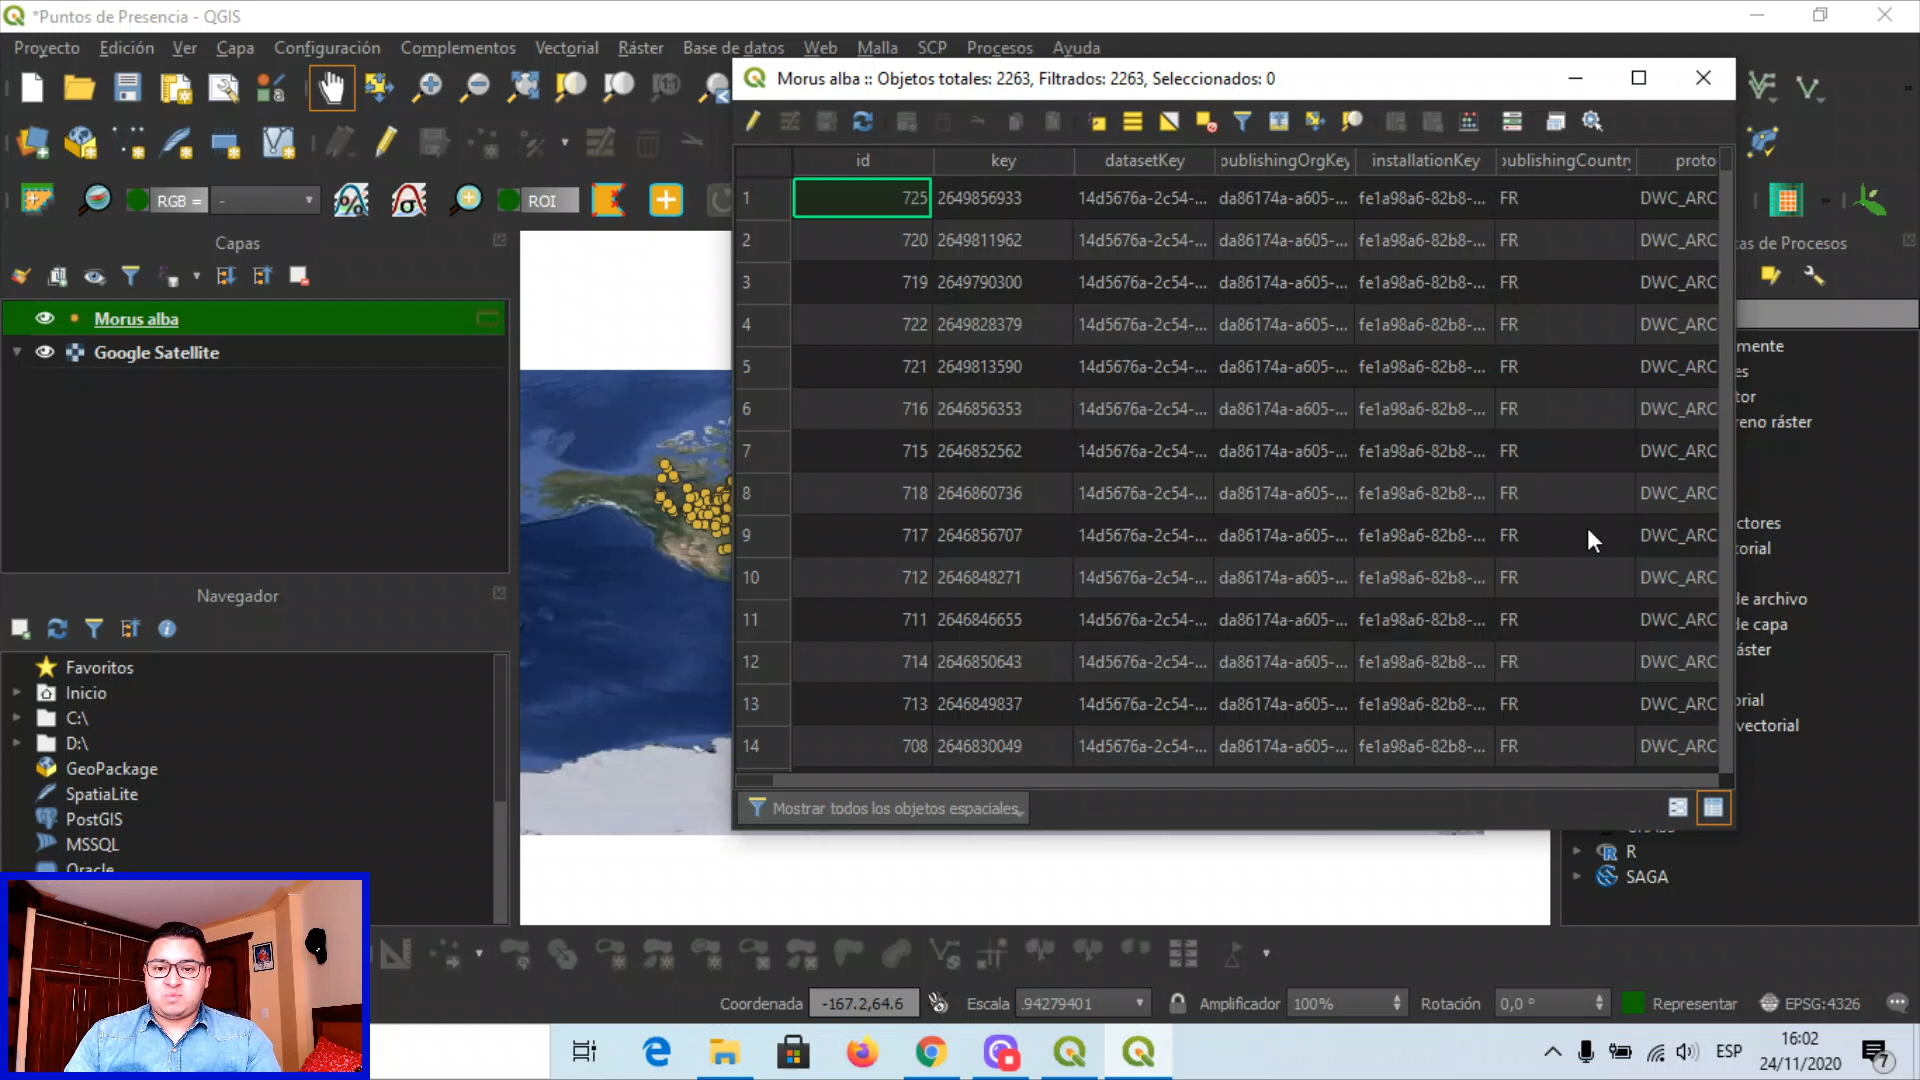 *Puntos de Presencia - QGIS
Proyecto Edición Ver Capa Configuración Complementos Vectorial Ráster Base de datos Web Malla SCP Procesos Ayuda
Morus alba :: Objetos totales: 2263, Filtrados: 2263, Seleccionados: 0
RGB = - ROI
Capas
Morus alba
Google Satellite
id key datasetKey publishingOrgKey installationKey publishingCountry proto
1 725 2649856933 14d5676a-2c54-... da86174a-a605-... fe1a98a6-82b8-... FR DWC_ARC
2 720 2649811962 14d5676a-2c54-... da86174a-a605-... fe1a98a6-82b8-... FR DWC_ARC
3 719 2649790300 14d5676a-2c54-... da86174a-a605-... fe1a98a6-82b8-... FR DWC_ARC
4 722 2649828379 14d5676a-2c54-... da86174a-a605-... fe1a98a6-82b8-... FR DWC_ARC
5 721 2649813590 14d5676a-2c54-... da86174a-a605-... fe1a98a6-82b8-... FR DWC_ARC
6 716 2646856353 14d5676a-2c54-... da86174a-a605-... fe1a98a6-82b8-... FR DWC_ARC
7 715 2646852562 14d5676a-2c54-... da86174a-a605-... fe1a98a6-82b8-... FR DWC_ARC
8 718 2646860736 14d5676a-2c54-... da86174a-a605-... fe1a98a6-82b8-... FR DWC_ARC
9 717 2646856707 14d5676a-2c54-... da86174a-a605-... fe1a98a6-82b8-... FR DWC_ARC
10 712 2646848271 14d5676a-2c54-... da86174a-a605-... fe1a98a6-82b8-... FR DWC_ARC
11 711 2646846655 14d5676a-2c54-... da86174a-a605-... fe1a98a6-82b8-... FR DWC_ARC
12 714 2646850643 14d5676a-2c54-... da86174a-a605-... fe1a98a6-82b8-... FR DWC_ARC
13 713 2646849837 14d5676a-2c54-... da86174a-a605-... fe1a98a6-82b8-... FR DWC_ARC
14 708 2646830049 14d5676a-2c54-... da86174a-a605-... fe1a98a6-82b8-... FR DWC_ARC
Mostrar todos los objetos espaciales
as de Procesos
mente
es
tor
reno ráster
ctores
torial
le archivo
le capa
áster
rial
vectorial
R
SAGA
Navegador
Favoritos
Inicio
C:\
D:\
GeoPackage
SpatiaLite
PostGIS
MSSQL
Oracle
Coordenada -167.2,64.6 Escala .94279401 Amplificador 100% Rotación 0,0 ° Representar EPSG:4326
ESP
16:02
24/11/2020
7